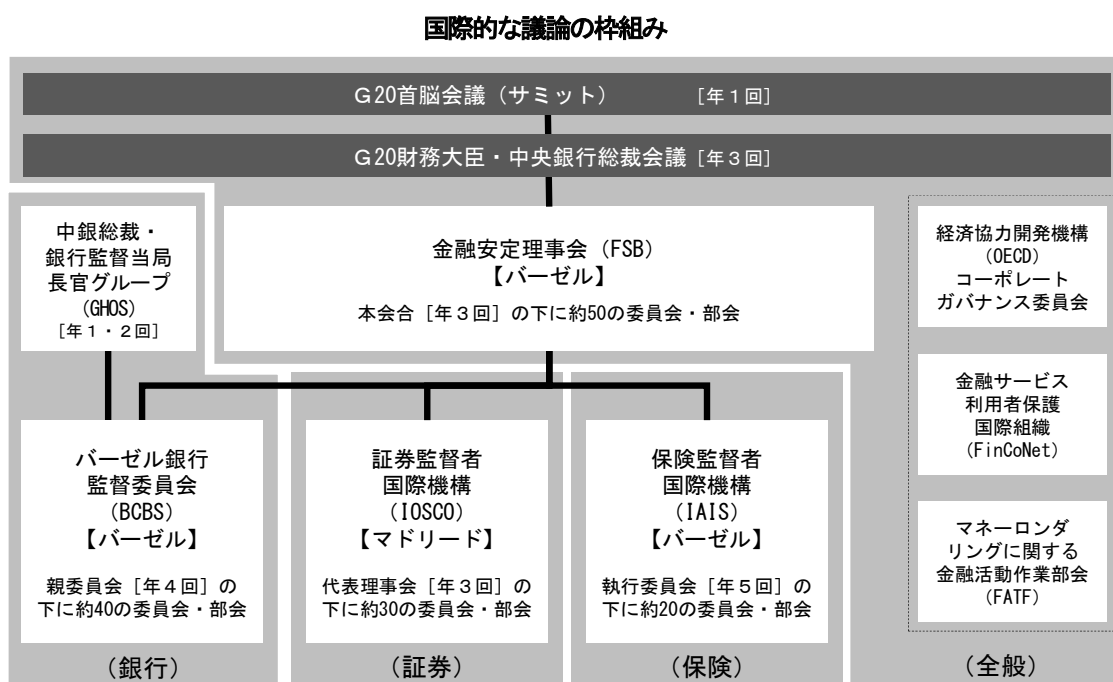 国際的な議論の枠組み
Ｇ20首脳会議（サミット）　［年１回］
Ｇ20財務大臣・中央銀行総裁会議［年３回］
中銀総裁・
銀行監督当局
長官グループ
(GHOS)
［年１・２回］
金融安定理事会（FSB）
【バーゼル】
本会合［年３回］の下に約50の委員会・部会
経済協力開発機構
(OECD)
コーポレート
ガバナンス委員会
金融サービス
利用者保護
国際組織
(FinCoNet)
マネーロンダ
リングに関する
金融活動作業部会
(FATF)
バーゼル銀行
監督委員会
(BCBS)
【バーゼル】
親委員会［年４回］の
下に約40の委員会・部会
証券監督者
国際機構
(IOSCO)
【マドリード】
代表理事会［年３回］の
下に約30の委員会・部会
保険監督者
国際機構
(IAIS)
【バーゼル】
執行委員会［年５回］の
下に約20の委員会・部会
（銀行）
（証券）
（保険）
（全般）